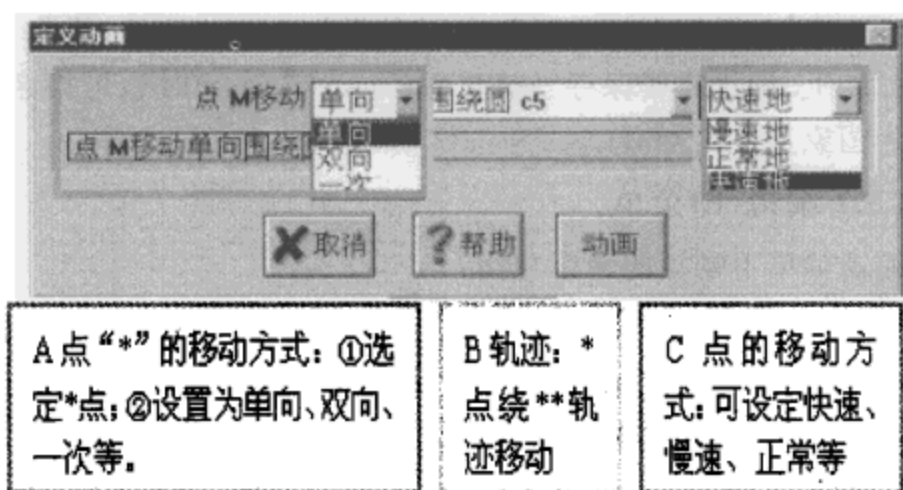 定义动画
点 M移动 单向 围绕圆 c5 快速地
单向 慢速地
点 M移动单向围绕 双向 正常地
一次 快速地
取消 帮助 动画
A点“*”的移动方式：①选
定*点；②设置为单向、双向、
一次等。
B轨迹：*
点绕**轨
迹移动
C 点的移动方
式：可设定快速、
慢速、正常等